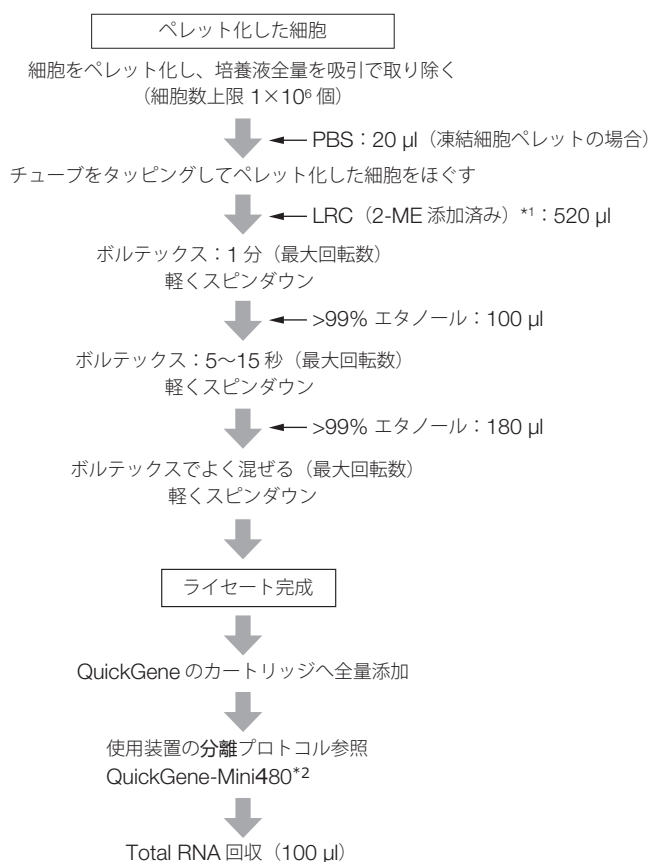 ペレット化した細胞
細胞をペレット化し、培養液全量を吸引で取り除く
（細胞数上限 1×10⁶ 個）
PBS：20 µl（凍結細胞ペレットの場合）
チューブをタッピングしてペレット化した細胞をほぐす
LRC（2-ME 添加済み）*¹：520 µl
ボルテックス：1 分（最大回転数）
軽くスピンダウン
>99% エタノール：100 µl
ボルテックス：5～15 秒（最大回転数）
軽くスピンダウン
>99% エタノール：180 µl
ボルテックスでよく混ぜる（最大回転数）
軽くスピンダウン
ライセート完成
QuickGene のカートリッジへ全量添加
使用装置の分離プロトコル参照
QuickGene-Mini480*²
Total RNA 回収（100 µl）